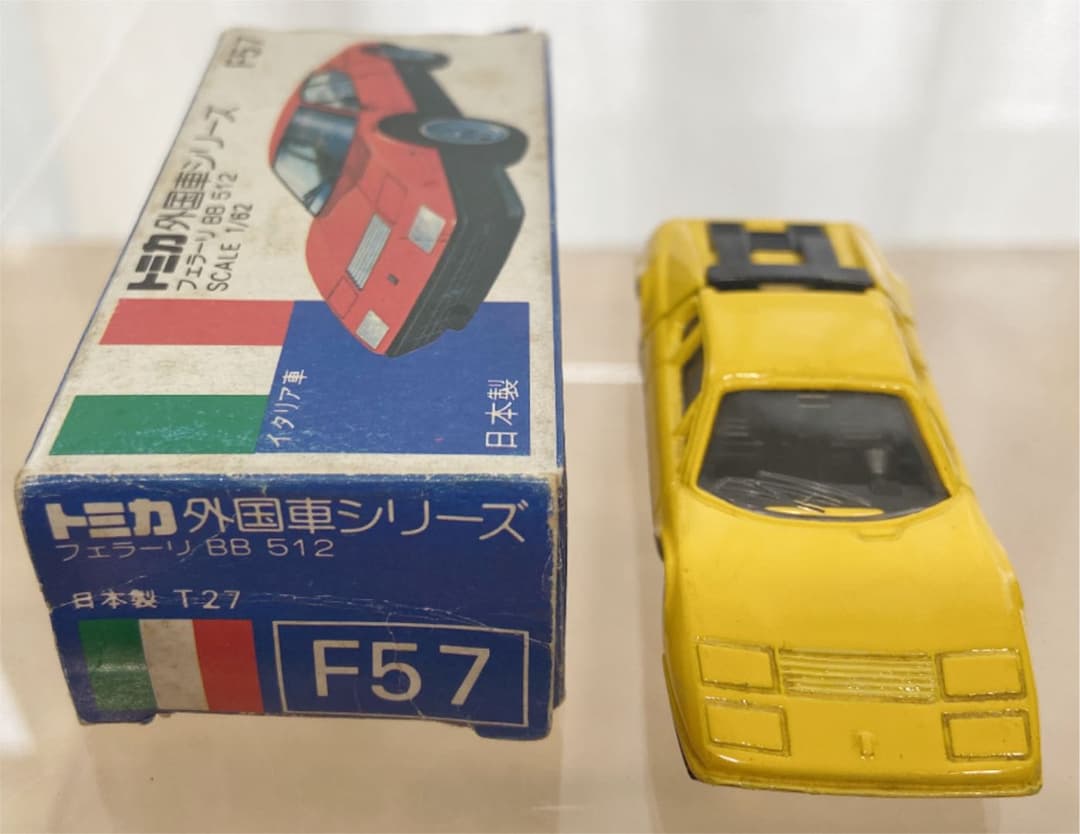 F57
トミカ外国車シリーズ
フェラーリ BB 512
SCALE 1/62
イタリア車
日本製
トミカ外国車シリーズ
フェラーリ BB 512
日本製 T27
F57